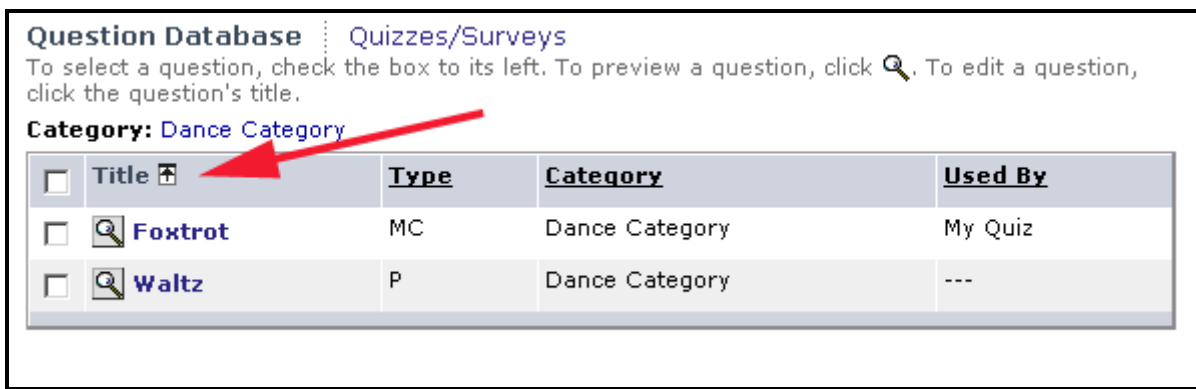 Question Database Quizzes/Surveys
To select a question, check the box to its left. To preview a question, click . To edit a question,
click the question's title.
Category: Dance Category
Title Type Category Used By
Foxtrot MC Dance Category My Quiz
Waltz P Dance Category ---